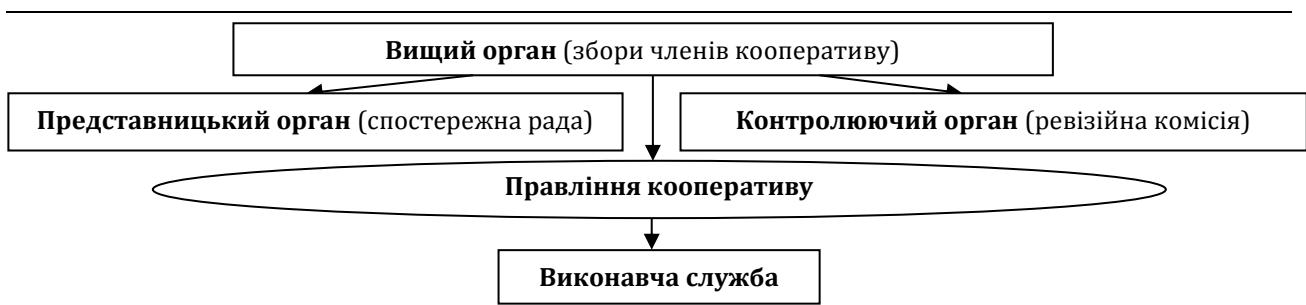 Вищий орган (збори членів кооперативу)
Представницький орган (спостережна рада)
Контролюючий орган (ревізійна комісія)
Правління кооперативу
Виконавча служба